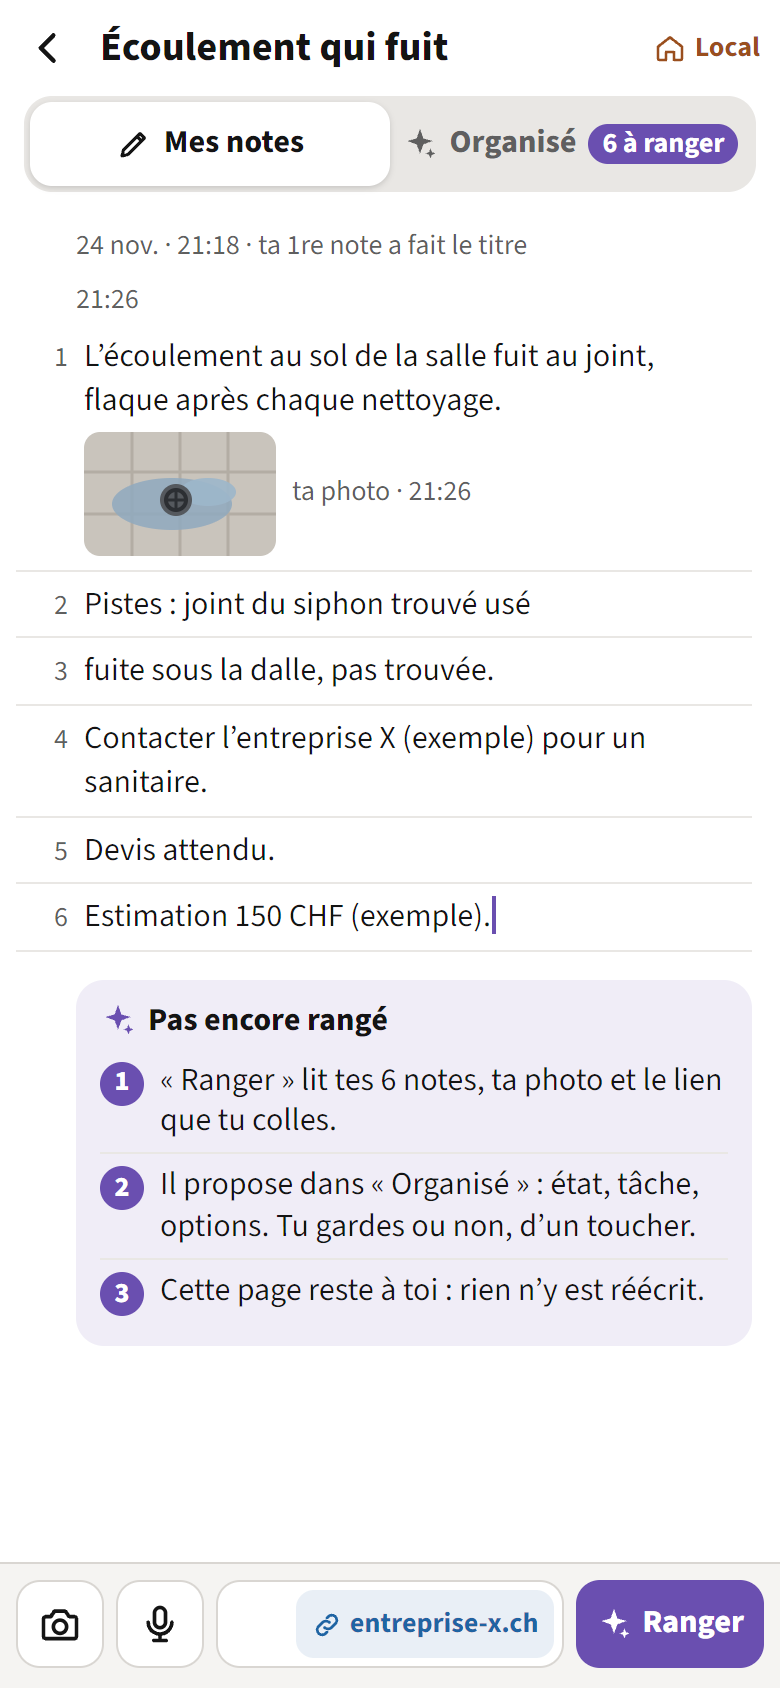 Écoulement qui fuit
Local
Mes notes
Organisé
6 à ranger
24 nov. · 21:18 · ta 1re note a fait le titre
21:26
1 L’écoulement au sol de la salle fuit au joint,
flaque après chaque nettoyage.
ta photo · 21:26
2 Pistes : joint du siphon trouvé usé
3 fuite sous la dalle, pas trouvée.
4 Contacter l’entreprise X (exemple) pour un
sanitaire.
5 Devis attendu.
6 Estimation 150 CHF (exemple).
Pas encore rangé
1 « Ranger » lit tes 6 notes, ta photo et le lien
que tu colles.
2 Il propose dans « Organisé » : état, tâche,
options. Tu gardes ou non, d’un toucher.
3 Cette page reste à toi : rien n’y est réécrit.
entreprise-x.ch
Ranger